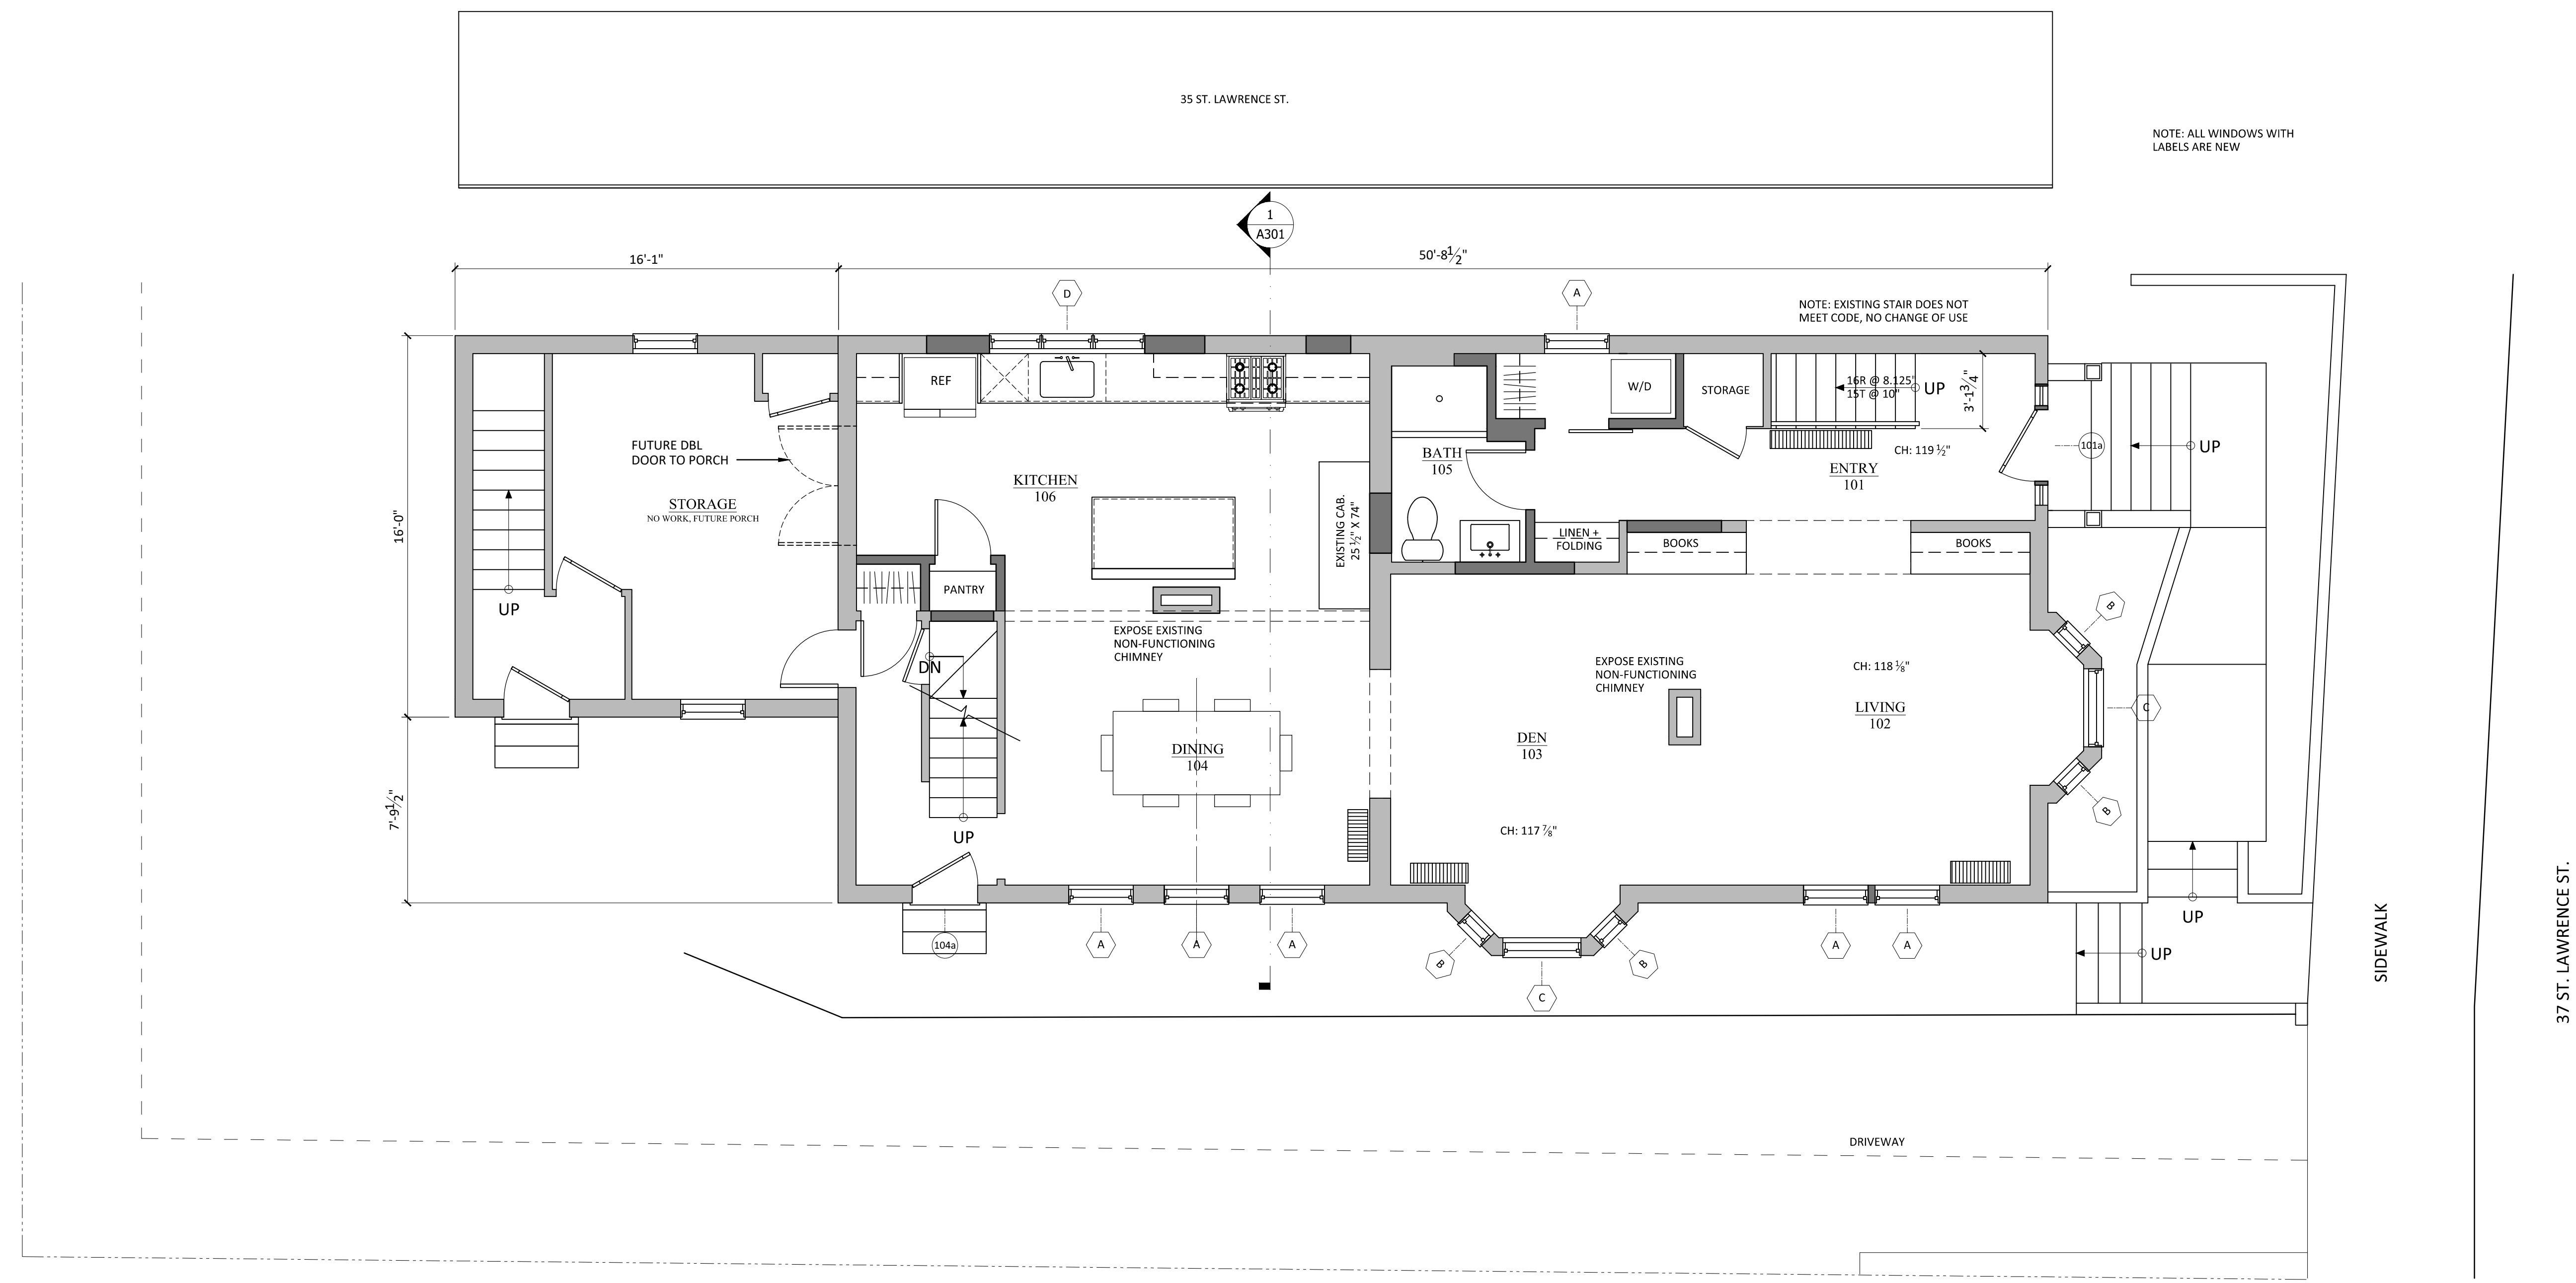 35 ST. LAWRENCE ST.
NOTE: ALL WINDOWS WITH
LABELS ARE NEW
1
A301
16'-1"
50'-8 1/2"
D
A
NOTE: EXISTING STAIR DOES NOT
MEET CODE, NO CHANGE OF USE
REF
W/D
STORAGE
16R @ 8.125"
15T @ 10"
UP
3'-1 3/4"
FUTURE DBL
DOOR TO PORCH
BATH
105
CH: 119 1/2"
ENTRY
101
101a
UP
KITCHEN
106
STORAGE
NO WORK, FUTURE PORCH
EXISTING CAB.
25 1/2" X 74"
16'-0"
LINEN +
FOLDING
BOOKS
BOOKS
PANTRY
UP
B
EXPOSE EXISTING
NON-FUNCTIONING
CHIMNEY
DN
EXPOSE EXISTING
NON-FUNCTIONING
CHIMNEY
CH: 118 1/8"
LIVING
102
C
DEN
103
DINING
104
7'-9 1/2"
B
CH: 117 7/8"
UP
UP
104a
A
A
A
B
B
A
A
UP
C
SIDEWALK
37 ST. LAWRENCE ST.
DRIVEWAY